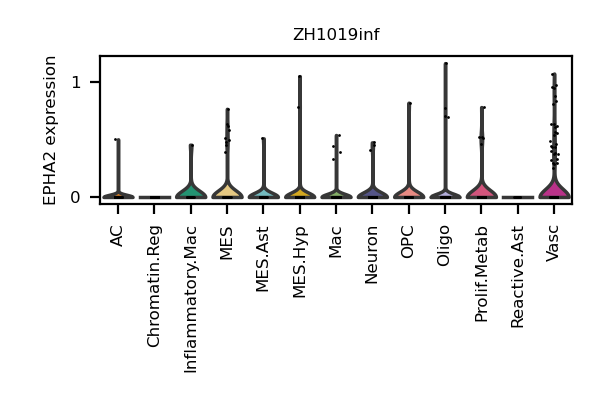 ZH1019inf
EPHA2 expression
1
0
AC
Chromatin.Reg
Inflammatory.Mac
MES
MES.Ast
MES.Hyp
Mac
Neuron
OPC
Oligo
Prolif.Metab
Reactive.Ast
Vasc